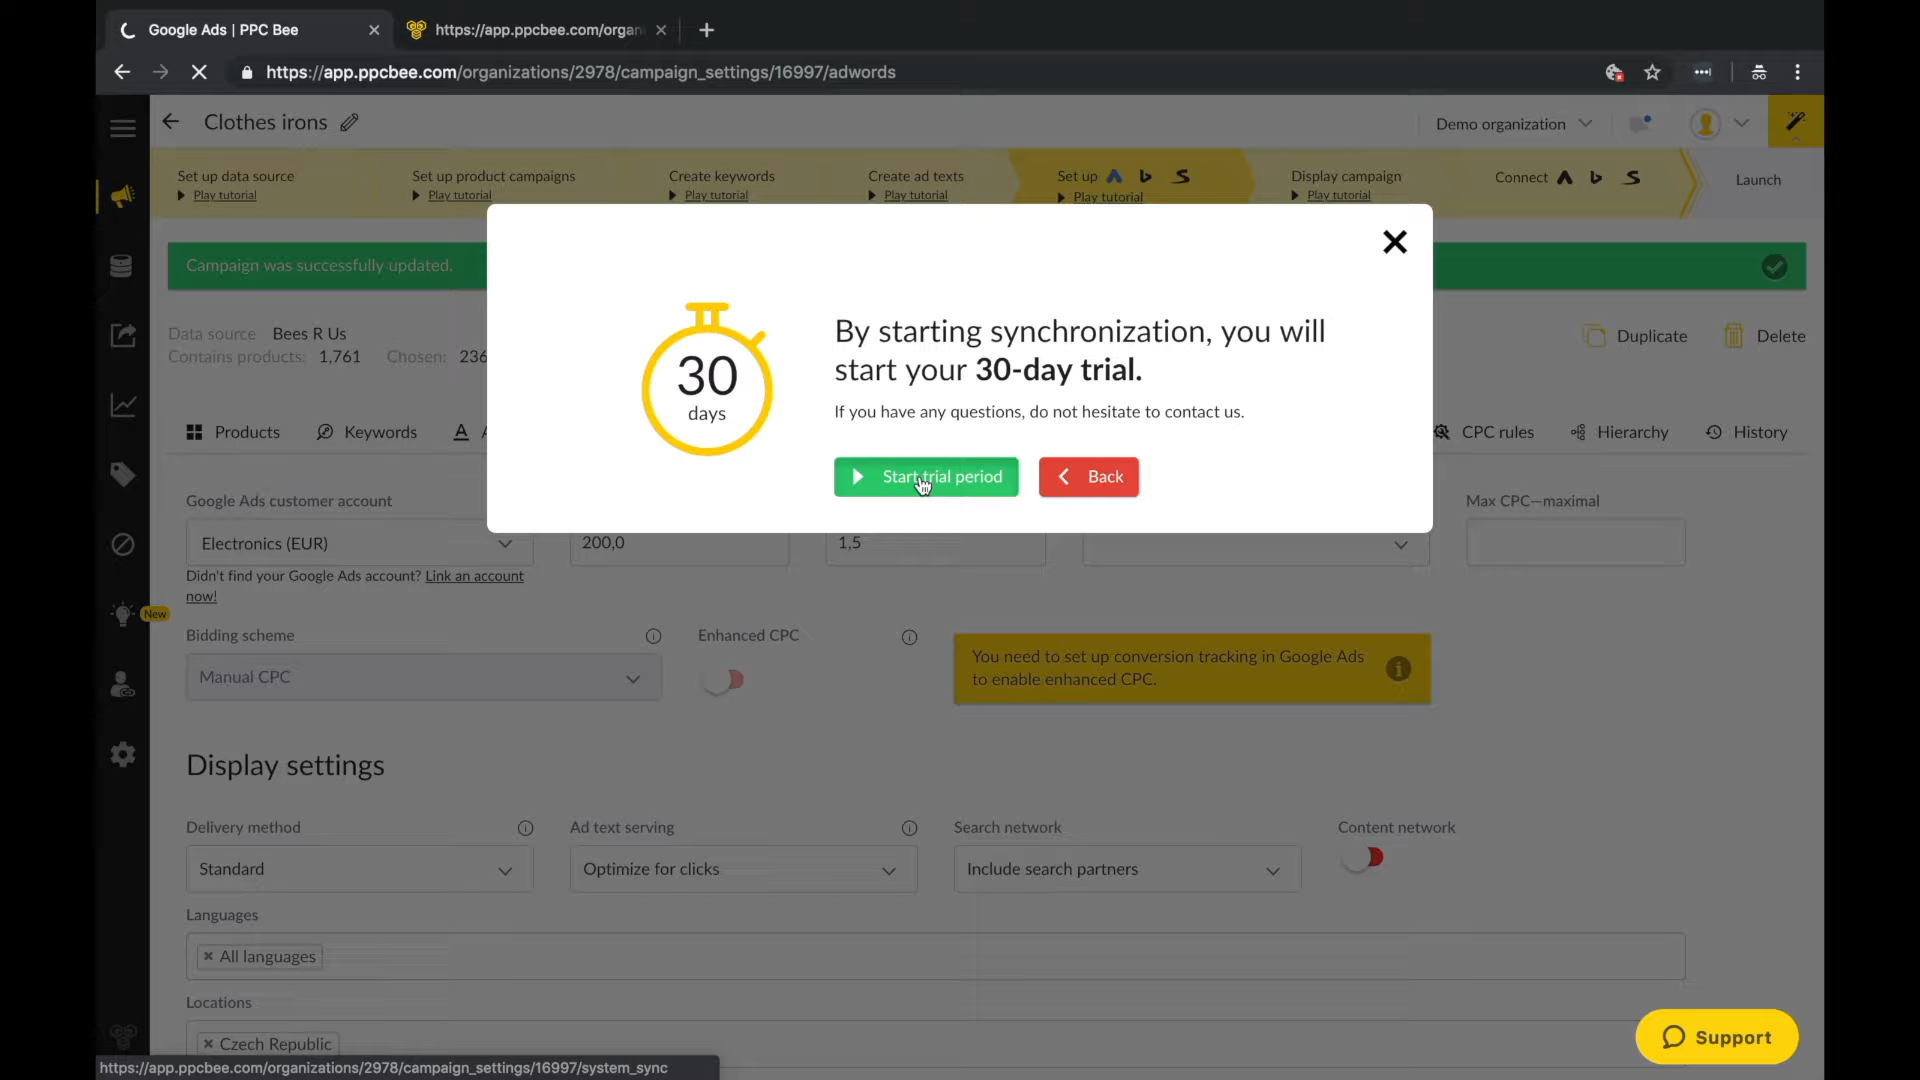 Google Ads | PPC Bee
https://app.ppcbee.com/organ
https://app.ppcbee.com/organizations/2978/campaign_settings/16997/adwords
Clothes irons
Demo organization
Set up data source
Play tutorial
Set up product campaigns
Play tutorial
Create keywords
Play tutorial
Create ad texts
Play tutorial
Set up
Play tutorial
Display campaign
Play tutorial
Connect
Launch
Campaign was successfully updated.
Data source Bees R Us
Contains products: 1,761 Chosen: 236
Duplicate
Delete
By starting synchronization, you will
start your 30-day trial.
30
days
If you have any questions, do not hesitate to contact us.
Start trial period
Back
Products
Keywords
CPC rules
Hierarchy
History
Google Ads customer account
Max CPC—maximal
Electronics (EUR)
200,0
1,5
Didn't find your Google Ads account? Link an account
now!
New
Bidding scheme
Enhanced CPC
Manual CPC
You need to set up conversion tracking in Google Ads
to enable enhanced CPC.
Display settings
Delivery method
Ad text serving
Search network
Content network
Standard
Optimize for clicks
Include search partners
Languages
× All languages
Locations
× Czech Republic
Support
https://app.ppcbee.com/organizations/2978/campaign_settings/16997/system_sync